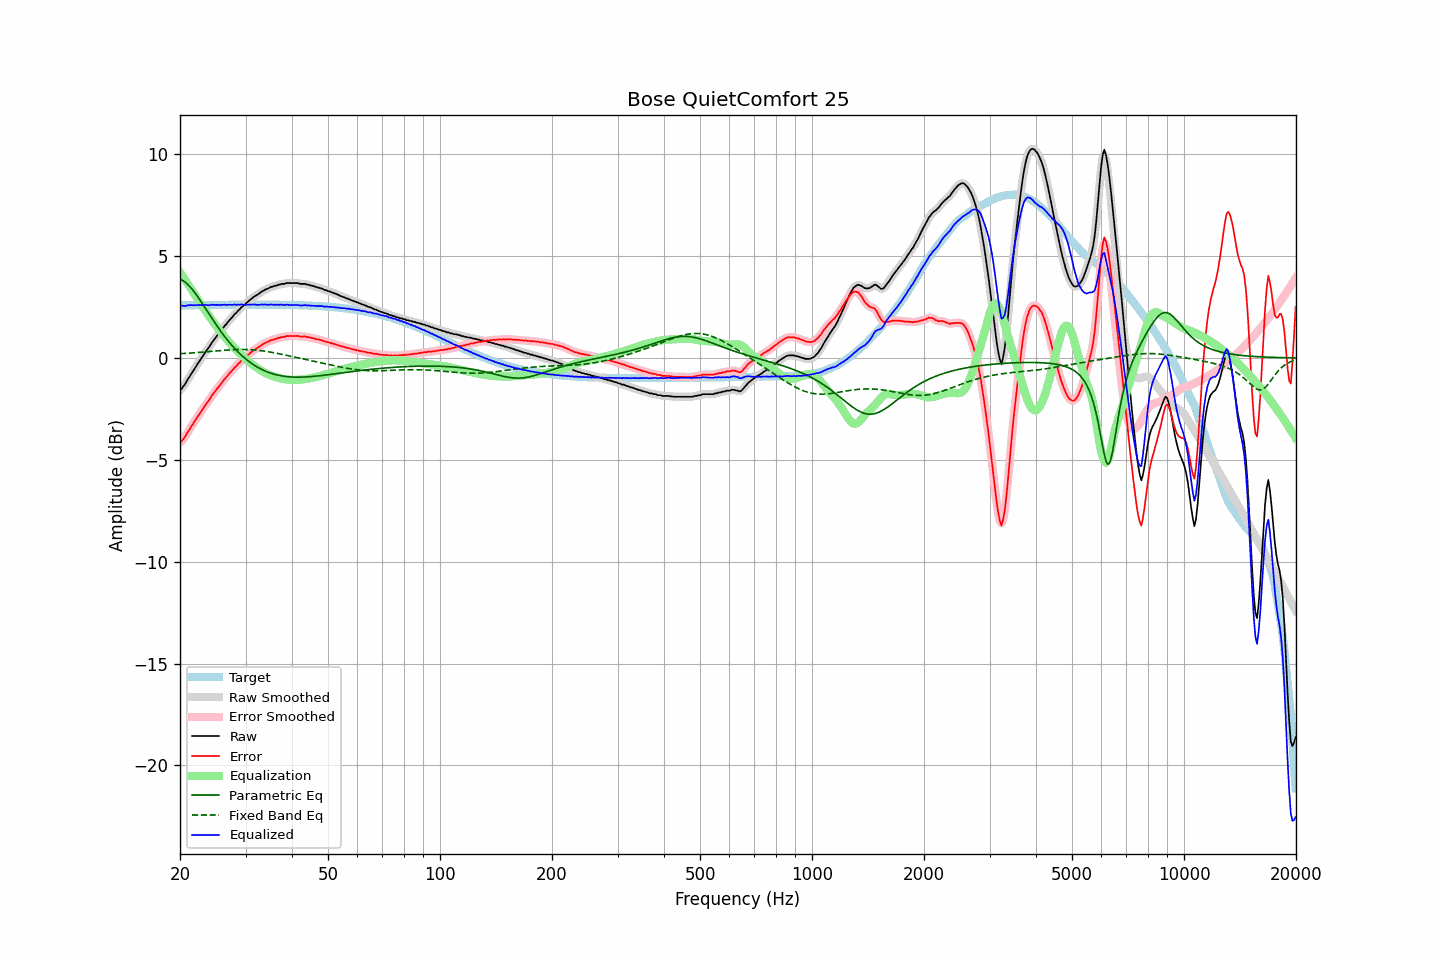 Bose QuietComfort 25
Amplitude (dBr)
10
5
0
−5
−10
−15
−20
Target
Raw Smoothed
Error Smoothed
Raw
Error
Equalization
Parametric Eq
Fixed Band Eq
Equalized
20 50 100 200 500 1000 2000 5000 10000 20000
Frequency (Hz)